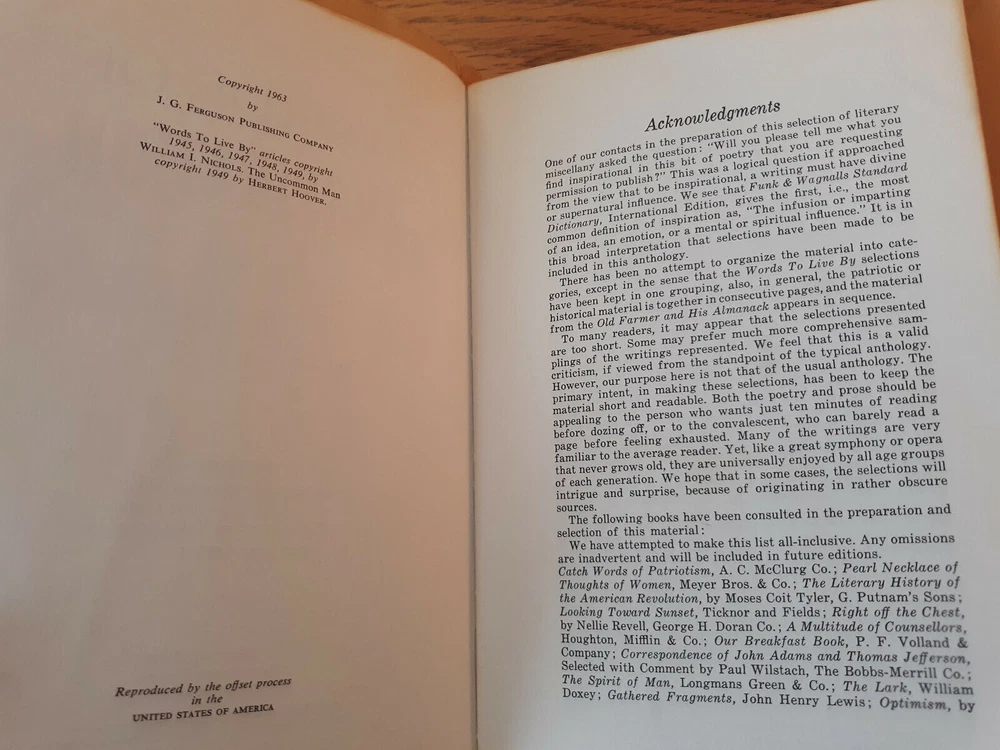 Copyright 1963
by
J. G. FERGUSON PUBLISHING COMPANY
"Words To Live By" articles copyright
1945, 1946, 1947, 1948, 1949, by
WILLIAM I. NICHOLS. The Uncommon Man
copyright 1949 by HERBERT HOOVER.
Reproduced by the offset process
in the
UNITED STATES OF AMERICA
Acknowledgments
One of our contacts in the preparation of this selection of literary
miscellany asked the question: "Will you please tell me what you
find inspirational in this bit of poetry that you are requesting
permission to publish?" This was a logical question if approached
from the view that to be inspirational, a writing must have divine
or supernatural influence. We see that Funk & Wagnalls Standard
Dictionary, International Edition, gives the first, i.e., the most
common definition of inspiration as, "The infusion or imparting
of an idea, an emotion, or a mental or spiritual influence." It is in
this broad interpretation that selections have been made to be
included in this anthology.
There has been no attempt to organize the material into cate-
gories, except in the sense that the Words To Live By selections
have been kept in one grouping, also, in general, the patriotic or
historical material is together in consecutive pages, and the material
from the Old Farmer and His Almanack appears in sequence.
To many readers, it may appear that the selections presented
are too short. Some may prefer much more comprehensive sam-
plings of the writings represented. We feel that this is a valid
criticism, if viewed from the standpoint of the typical anthology.
However, our purpose here is not that of the usual anthology. The
primary intent, in making these selections, has been to keep the
material short and readable. Both the poetry and prose should be
appealing to the person who wants just ten minutes of reading
before dozing off, or to the convalescent, who can barely read a
page before feeling exhausted. Many of the writings are very
familiar to the average reader. Yet, like a great symphony or opera
that never grows old, they are universally enjoyed by all age groups
of each generation. We hope that in some cases, the selections will
intrigue and surprise, because of originating in rather obscure
sources.
The following books have been consulted in the preparation and
selection of this material:
We have attempted to make this list all-inclusive. Any omissions
are inadvertent and will be included in future editions.
Catch Words of Patriotism, A. C. McClurg Co.; Pearl Necklace of
Thoughts of Women, Meyer Bros. & Co.; The Literary History of
the American Revolution, by Moses Coit Tyler, G. Putnam's Sons;
Looking Toward Sunset, Ticknor and Fields; Right off the Chest,
by Nellie Revell, George H. Doran Co.; A Multitude of Counsellors,
Houghton, Mifflin & Co.; Our Breakfast Book, P. F. Volland &
Company; Correspondence of John Adams and Thomas Jefferson,
Selected with Comment by Paul Wilstach, The Bobbs-Merrill Co.;
The Spirit of Man, Longmans Green & Co.; The Lark, William
Doxey; Gathered Fragments, John Henry Lewis; Optimism, by